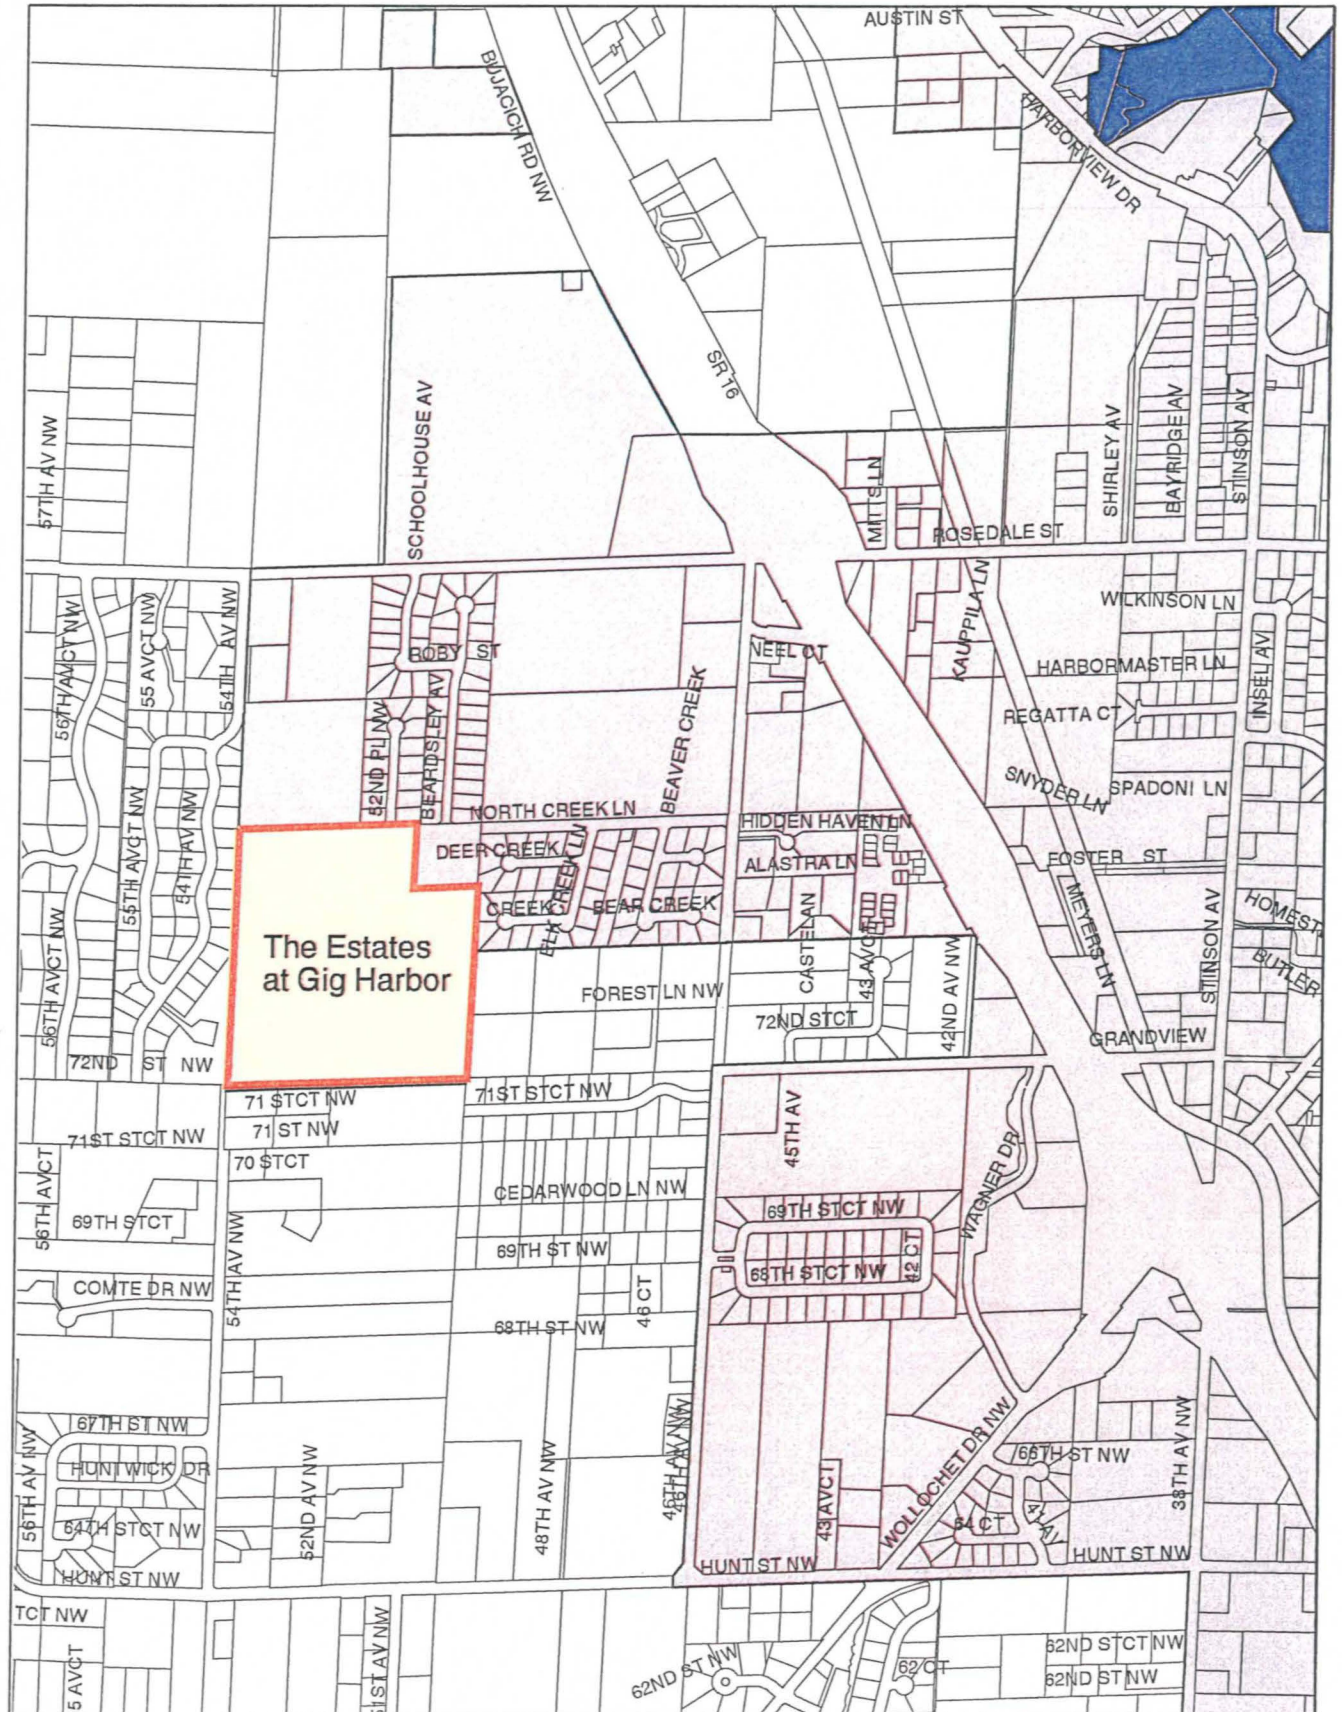 AUSTIN ST
BUJACICH RD NW
HARBORVIEW DR
SR 16
SCHOOLHOUSE AV
57TH AV NW
MITTS LN
SHIRLEY AV
BAYRIDGE AV
STINSON AV
ROSEDALE ST
56TH AVCT NW
55 AVCT NW
54TH AV NW
ROBY ST
NEEL CT
KAUPPILA LN
WILKINSON LN
HARBORMASTER LN
INSEL AV
REGATTA CT
52ND PL NW
BEARDSLEY AV
BEAVER CREEK
SNYDER LN
SPADONI LN
55TH AVCT NW
54TH AV NW
NORTH CREEK LN
HIDDEN HAVEN LN
DEER CREEK
ALASTRA LN
FOSTER ST
ELK CREEK LN
CREEK
BEAR CREEK
CASTELAN
43 AVCT
42ND AV NW
MEYERS LN
STINSON AV
HOMEST
BUTLER
56TH AVCT NW
The Estates
at Gig Harbor
FOREST LN NW
72ND STCT
GRANDVIEW
72ND ST NW
71 STCT NW
71ST STCT NW
71ST STCT NW
71 ST NW
45TH AV
WAGNER DR
56TH AVCT
70 STCT
CEDARWOOD LN NW
69TH STCT
69TH STCT NW
54TH AV NW
69TH ST NW
68TH STCT NW
42 CT
COMTE DR NW
46 CT
68TH ST NW
67TH ST NW
56TH AV NW
HUNTWICK DR
52ND AV NW
48TH AV NW
46TH AV NW
46TH AV NW
43 AVCT
WOLLOCHET DR NW
66TH ST NW
38TH AV NW
64TH STCT NW
64 CT
41 AV
HUNT ST NW
HUNT ST NW
HUNT ST NW
TCT NW
5 AVCT
51ST AV NW
62ND ST NW
62 CT
62ND STCT NW
62ND ST NW